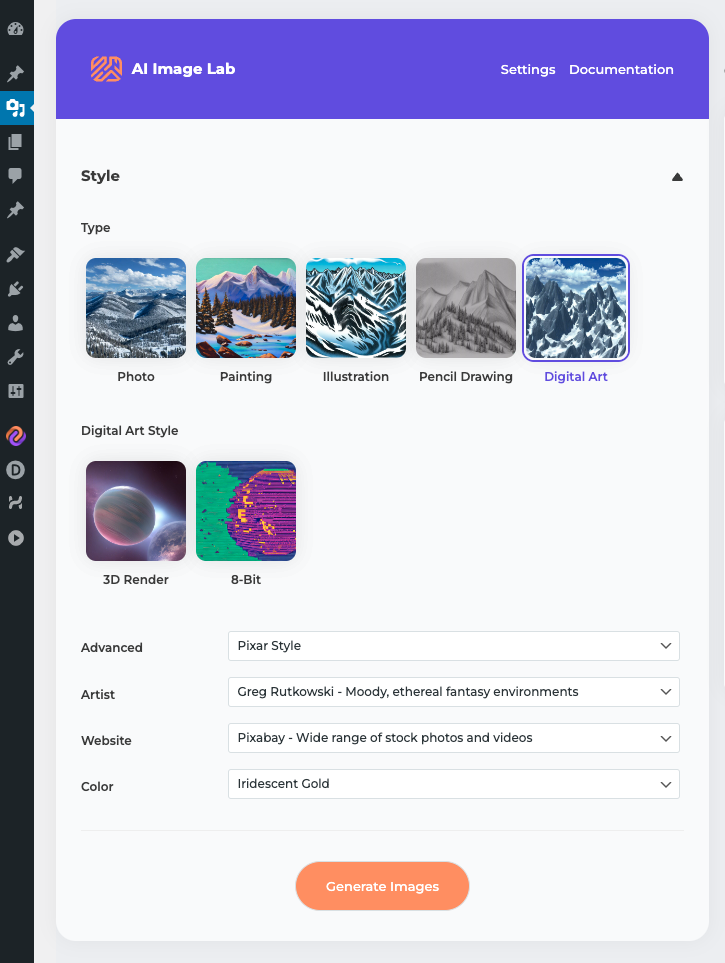 AI Image Lab
Settings Documentation
Style
Type
Photo Painting Illustration Pencil Drawing Digital Art
Digital Art Style
3D Render 8-Bit
Advanced Pixar Style
Artist Greg Rutkowski - Moody, ethereal fantasy environments
Website Pixabay - Wide range of stock photos and videos
Color Iridescent Gold
Generate Images